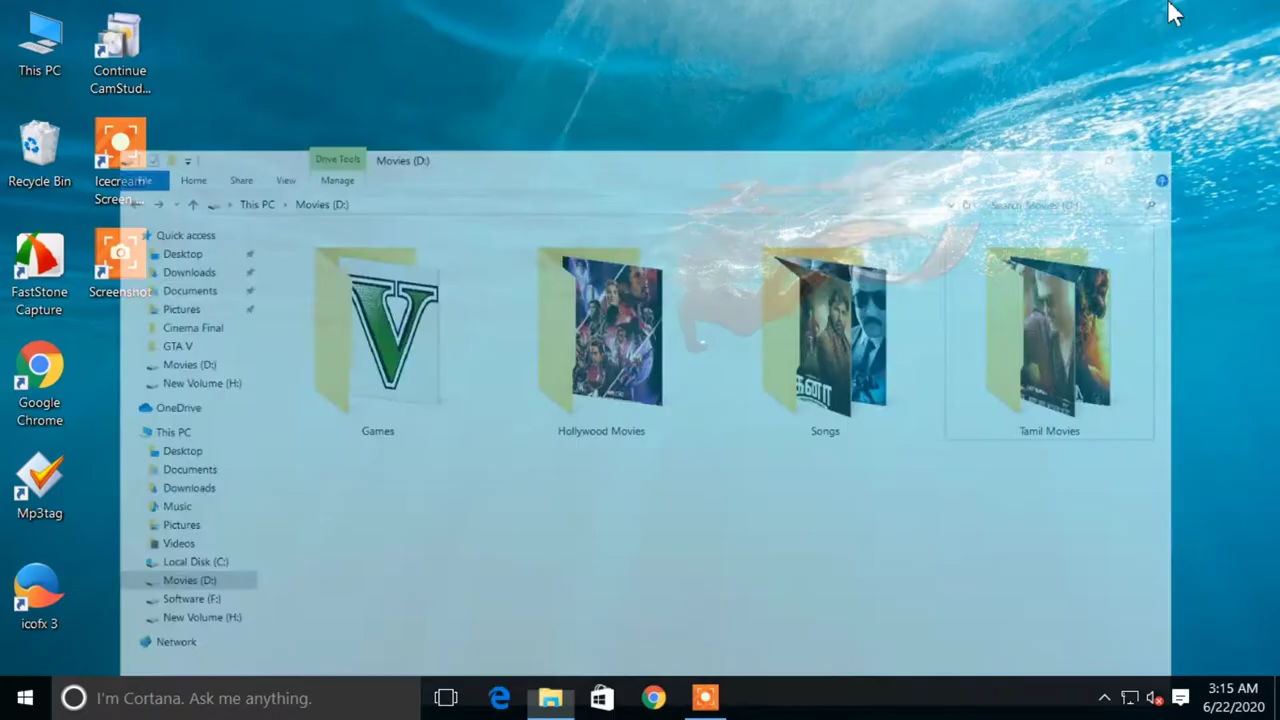 This PC
Continue
CamStud...
Recycle Bin
Icecream
Screen ...
FastStone
Capture
Screenshot
Google
Chrome
Mp3tag
icofx 3
Drive Tools
Movies (D:)
File
Home
Share
View
Manage
This PC
Movies (D:)
Search Movies (D:)
Quick access
Desktop
Downloads
Documents
Pictures
Cinema Final
GTA V
Movies (D:)
New Volume (H:)
OneDrive
This PC
Desktop
Documents
Downloads
Music
Pictures
Videos
Local Disk (C:)
Movies (D:)
Software (F:)
New Volume (H:)
Network
V
Games
Hollywood Movies
Songs
Tamil Movies
I'm Cortana. Ask me anything.
3:15 AM
6/22/2020